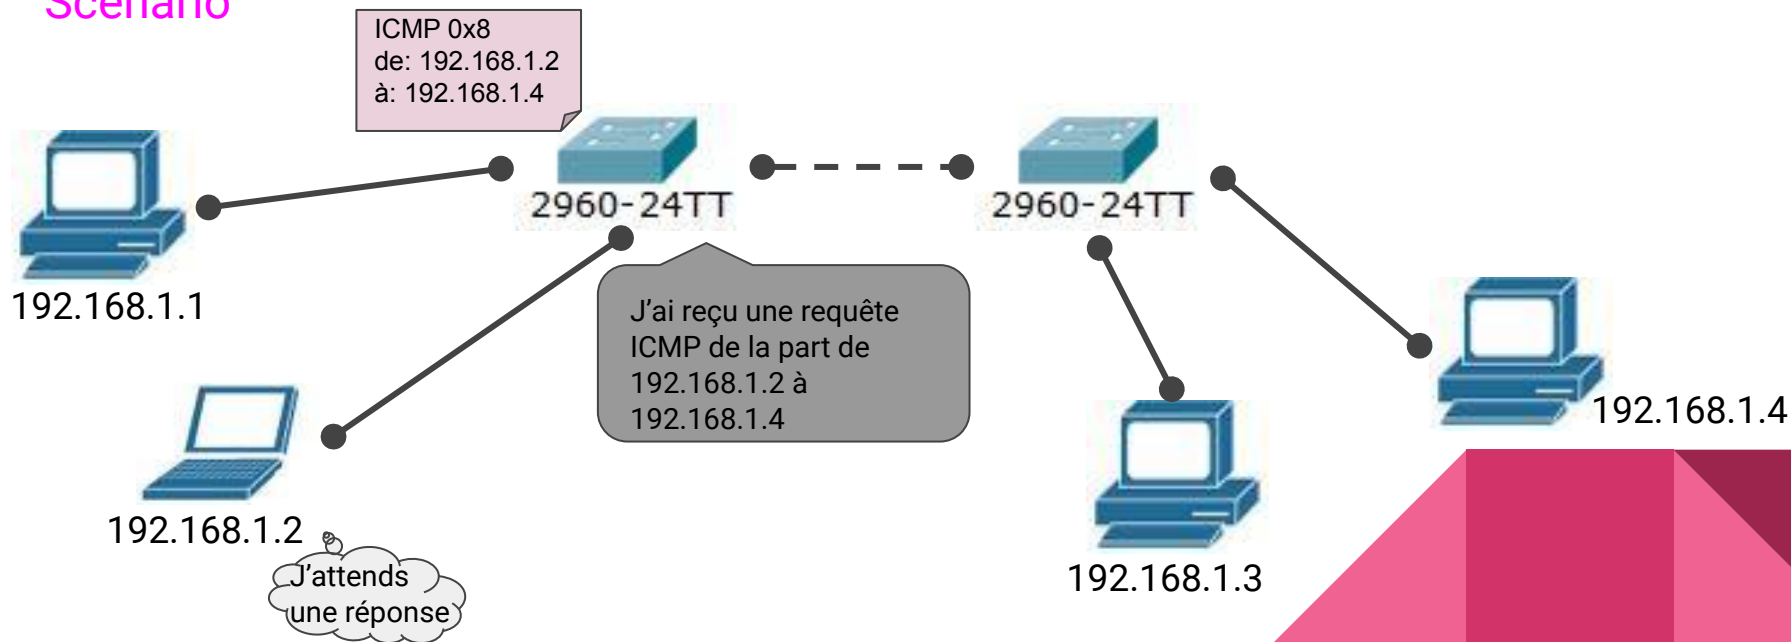 Scénario
ICMP 0x8
de: 192.168.1.2
à: 192.168.1.4
2960-24TT
2960-24TT
192.168.1.1
J’ai reçu une requête
ICMP de la part de
192.168.1.2 à
192.168.1.4
192.168.1.4
192.168.1.2
J’attends
une réponse
192.168.1.3